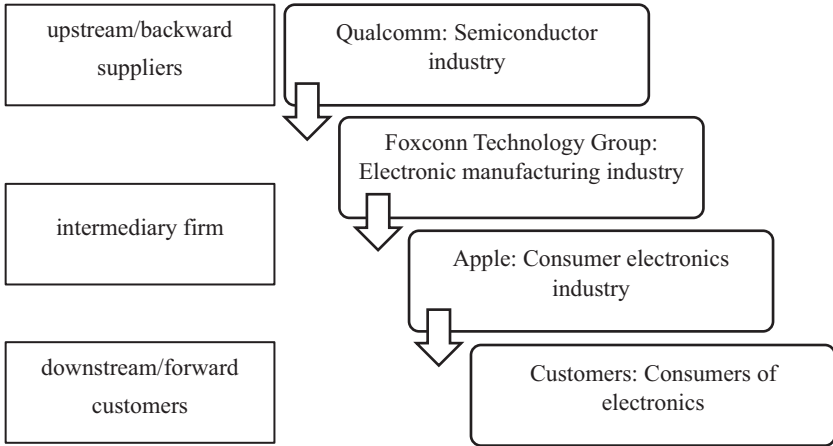 upstream/backward
suppliers
Qualcomm: Semiconductor
industry
Foxconn Technology Group:
Electronic manufacturing industry
intermediary firm
Apple: Consumer electronics
industry
downstream/forward
customers
Customers: Consumers of
electronics